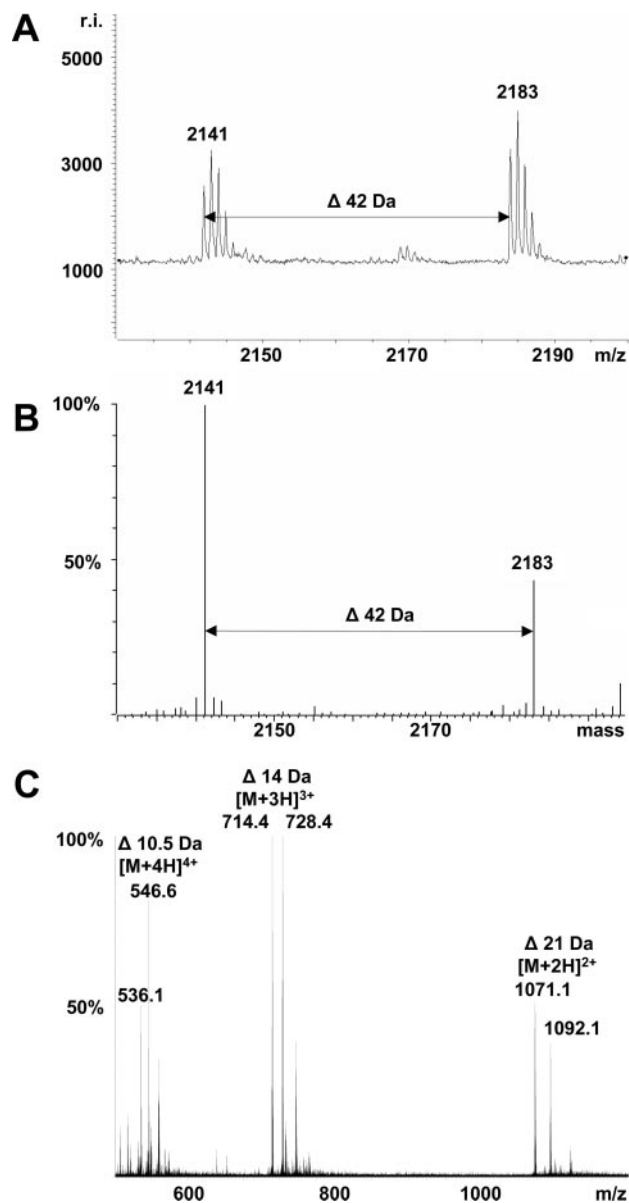 A
r.i.
5000
2183
2141
3000
Δ 42 Da
1000
2150 2170 2190 m/z
B
2141
100%
50%
2183
Δ 42 Da
2150 2170 mass
C
Δ 14 Da
[M+3H]³⁺
714.4 728.4
100%
Δ 10.5 Da
[M+4H]⁴⁺
546.6
Δ 21 Da
[M+2H]²⁺
1071.1
536.1
50%
1092.1
600 800 1000 m/z